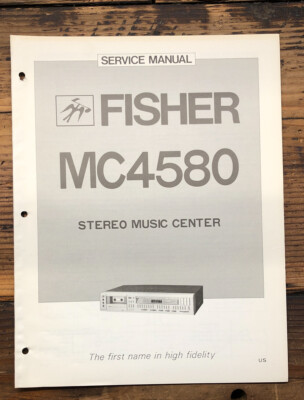 SERVICE MANUAL
FISHER
MC4580
STEREO MUSIC CENTER
The first name in high fidelity
US